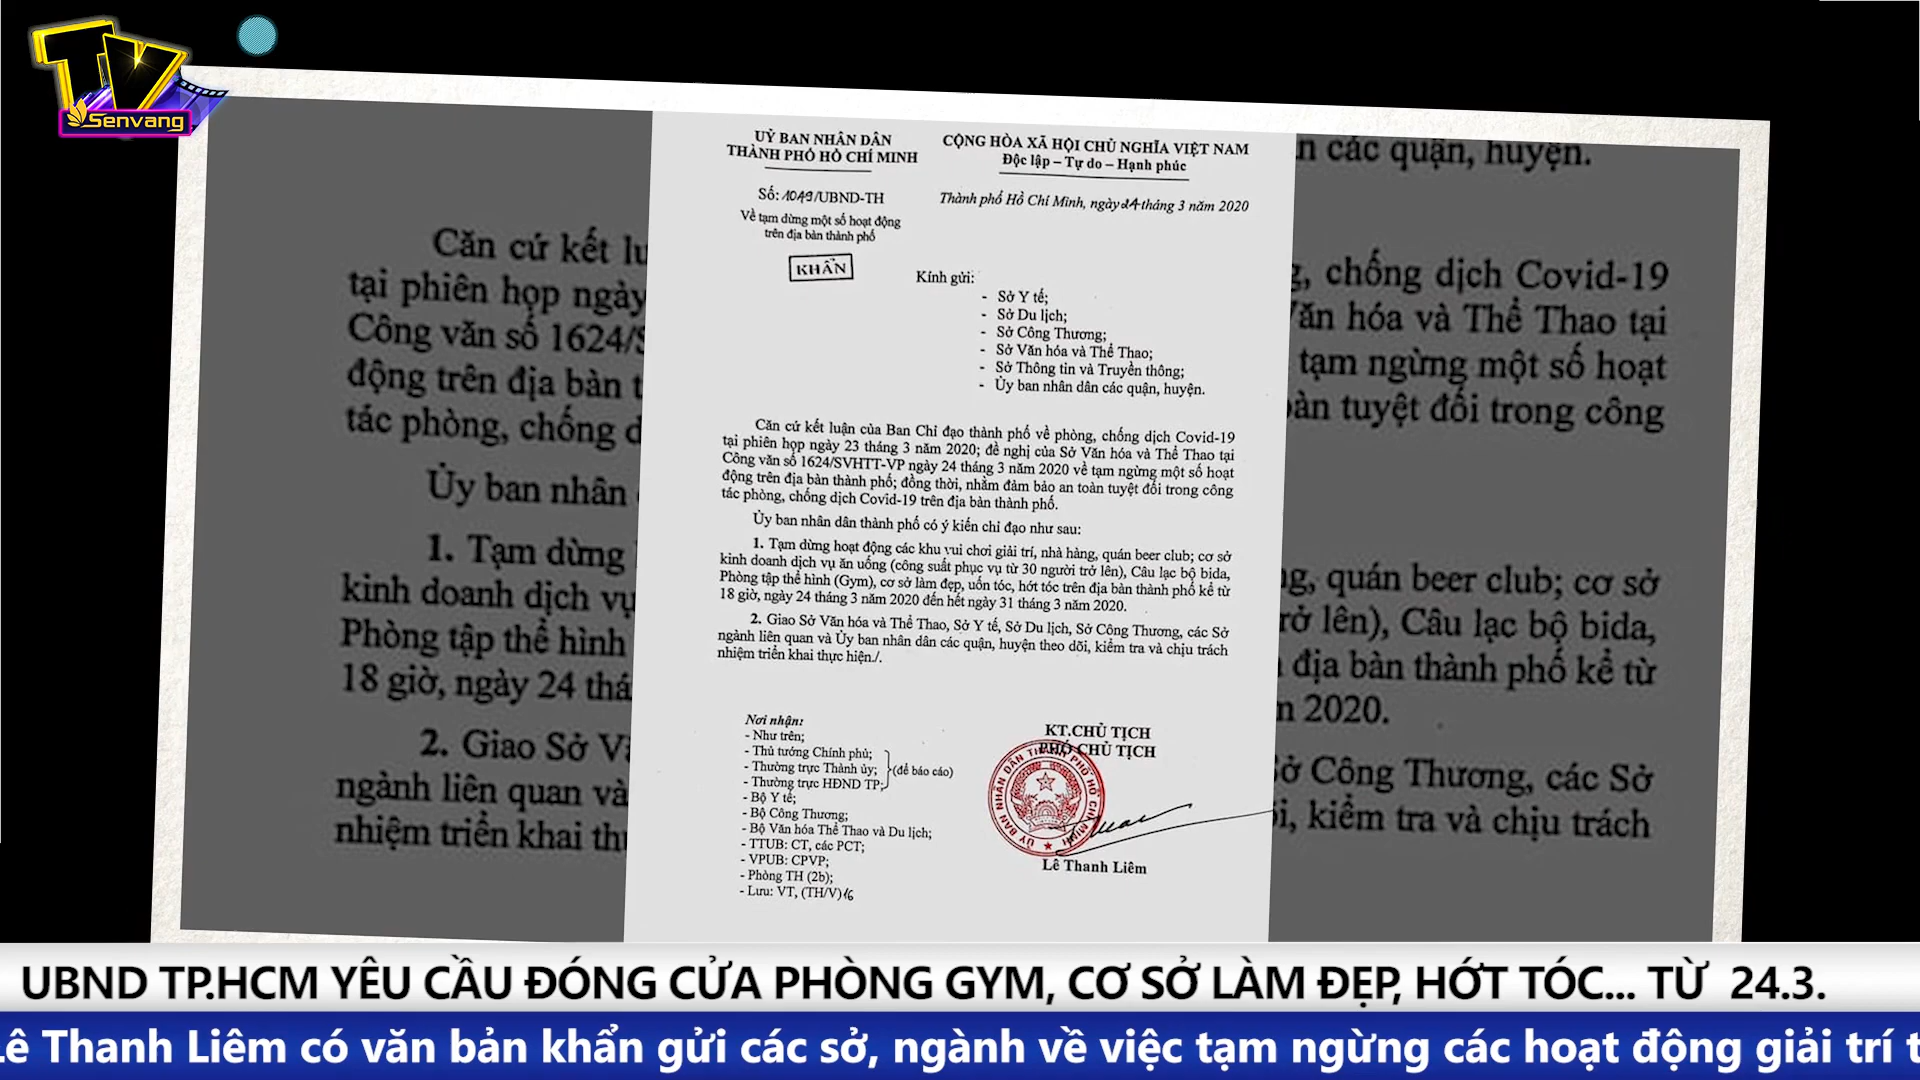 TV
Senvang
UỶ BAN NHÂN DÂN
THÀNH PHỐ HỒ CHÍ MINH
CỘNG HÒA XÃ HỘI CHỦ NGHĨA VIỆT NAM
Độc lập – Tự do – Hạnh phúc
Số: 1049/UBND-TH
Về tạm dừng một số hoạt động
trên địa bàn thành phố
KHẨN
Thành phố Hồ Chí Minh, ngày 24 tháng 3 năm 2020
Kính gửi:
- Sở Y tế;
- Sở Du lịch;
- Sở Công Thương;
- Sở Văn hóa và Thể Thao;
- Sở Thông tin và Truyền thông;
- Ủy ban nhân dân các quận, huyện.
Căn cứ kết luận của Ban Chỉ đạo thành phố về phòng, chống dịch Covid-19
tại phiên họp ngày 23 tháng 3 năm 2020; đề nghị của Sở Văn hóa và Thể Thao tại
Công văn số 1624/SVHTT-VP ngày 24 tháng 3 năm 2020 về tạm ngừng một số hoạt
động trên địa bàn thành phố; đồng thời, nhằm đảm bảo an toàn tuyệt đối trong công
tác phòng, chống dịch Covid-19 trên địa bàn thành phố.
Ủy ban nhân dân thành phố có ý kiến chỉ đạo như sau:
1. Tạm dừng hoạt động các khu vui chơi giải trí, nhà hàng, quán beer club; cơ sở
kinh doanh dịch vụ ăn uống (công suất phục vụ từ 30 người trở lên), Câu lạc bộ bida,
Phòng tập thể hình (Gym), cơ sở làm đẹp, uốn tóc, hớt tóc trên địa bàn thành phố kể từ
18 giờ, ngày 24 tháng 3 năm 2020 đến hết ngày 31 tháng 3 năm 2020.
2. Giao Sở Văn hóa và Thể Thao, Sở Y tế, Sở Du lịch, Sở Công Thương, các Sở
ngành liên quan và Ủy ban nhân dân các quận, huyện theo dõi, kiểm tra và chịu trách
nhiệm triển khai thực hiện./.
Nơi nhận:
- Như trên;
- Thủ tướng Chính phủ;
- Thường trực Thành ủy;
- Thường trực HĐND TP;
(để báo cáo)
- Bộ Y tế;
- Bộ Công Thương;
- Bộ Văn hóa Thể Thao và Du lịch;
- TTUB: CT, các PCT;
- VPUB: CPVP;
- Phòng TH (2b);
- Lưu: VT, (TH/V) 16
KT.CHỦ TỊCH
PHÓ CHỦ TỊCH
ỦY BAN NHÂN DÂN THÀNH PHỐ HỒ CHÍ MINH
Lê Thanh Liêm
Căn cứ kết lu
tại phiên họp ngày
Công văn số 1624/S
động trên địa bàn t
tác phòng, chống d
Ủy ban nhân
1. Tạm dừng
kinh doanh dịch vụ
Phòng tập thể hình
18 giờ, ngày 24 thá
2. Giao Sở Vă
ngành liên quan và
nhiệm triển khai th
n các quận, huyện.
g, chống dịch Covid-19
Văn hóa và Thể Thao tại
tạm ngừng một số hoạt
oàn tuyệt đối trong công
ng, quán beer club; cơ sở
trở lên), Câu lạc bộ bida,
địa bàn thành phố kể từ
m 2020.
Sở Công Thương, các Sở
õi, kiểm tra và chịu trách
UBND TP.HCM YÊU CẦU ĐÓNG CỬA PHÒNG GYM, CƠ SỞ LÀM ĐẸP, HỚT TÓC... TỪ 24.3.
Lê Thanh Liêm có văn bản khẩn gửi các sở, ngành về việc tạm ngừng các hoạt động giải trí t